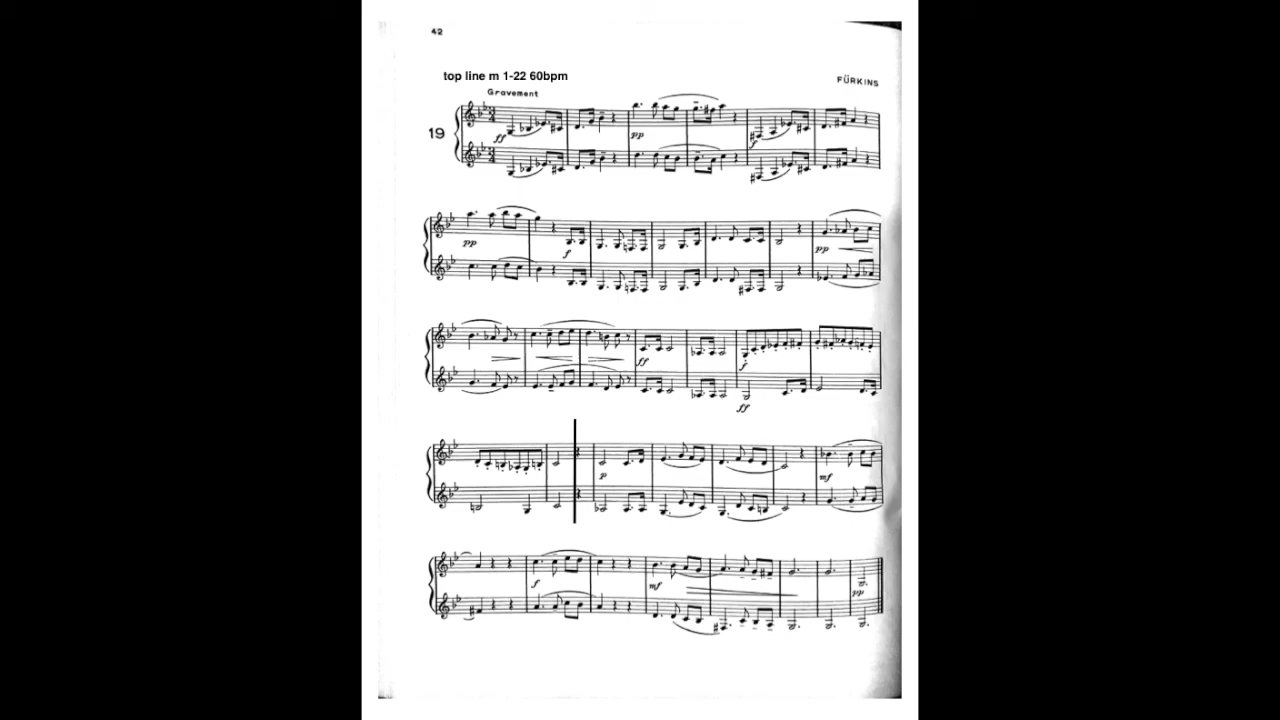 42
top line m 1-22 60bpm
FÜRKINS
Gravement
19
ff
pp
f
pp
f
pp
ff
f
ff
p
mf
f
mf
pp